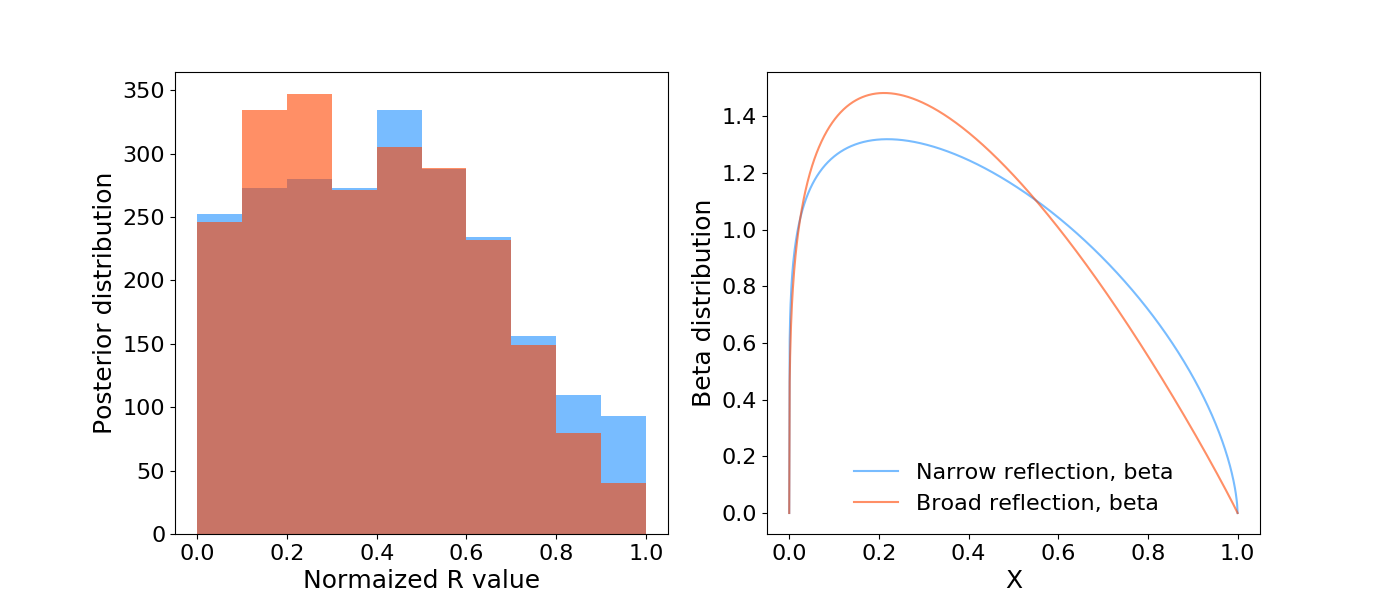 350
300
250
200
150
100
50
0
Posterior distribution
0.0 0.2 0.4 0.6 0.8 1.0
Normaized R value
1.4
1.2
1.0
0.8
0.6
0.4
0.2
0.0
Beta distribution
Narrow reflection, beta
Broad reflection, beta
0.0 0.2 0.4 0.6 0.8 1.0
X